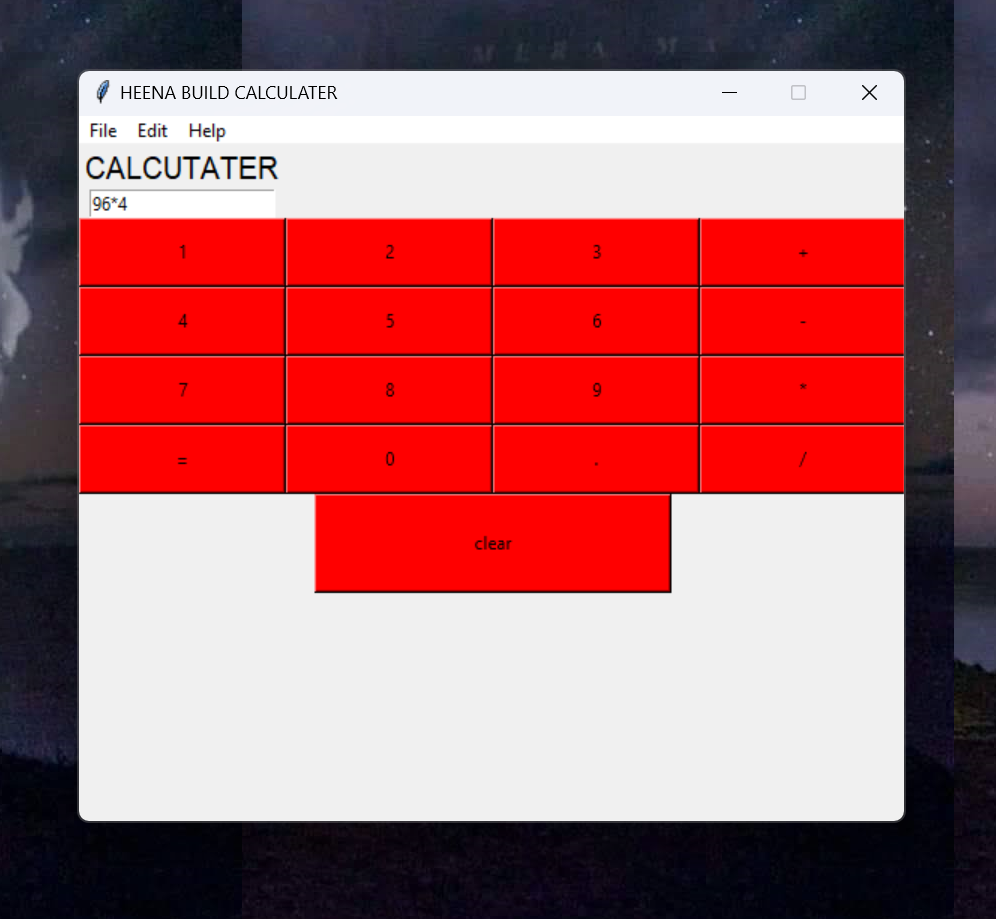 HEENA BUILD CALCULATER
File Edit Help
CALCUTATER
96*4
1 2 3 +
4 5 6 -
7 8 9 *
= 0 . /
clear